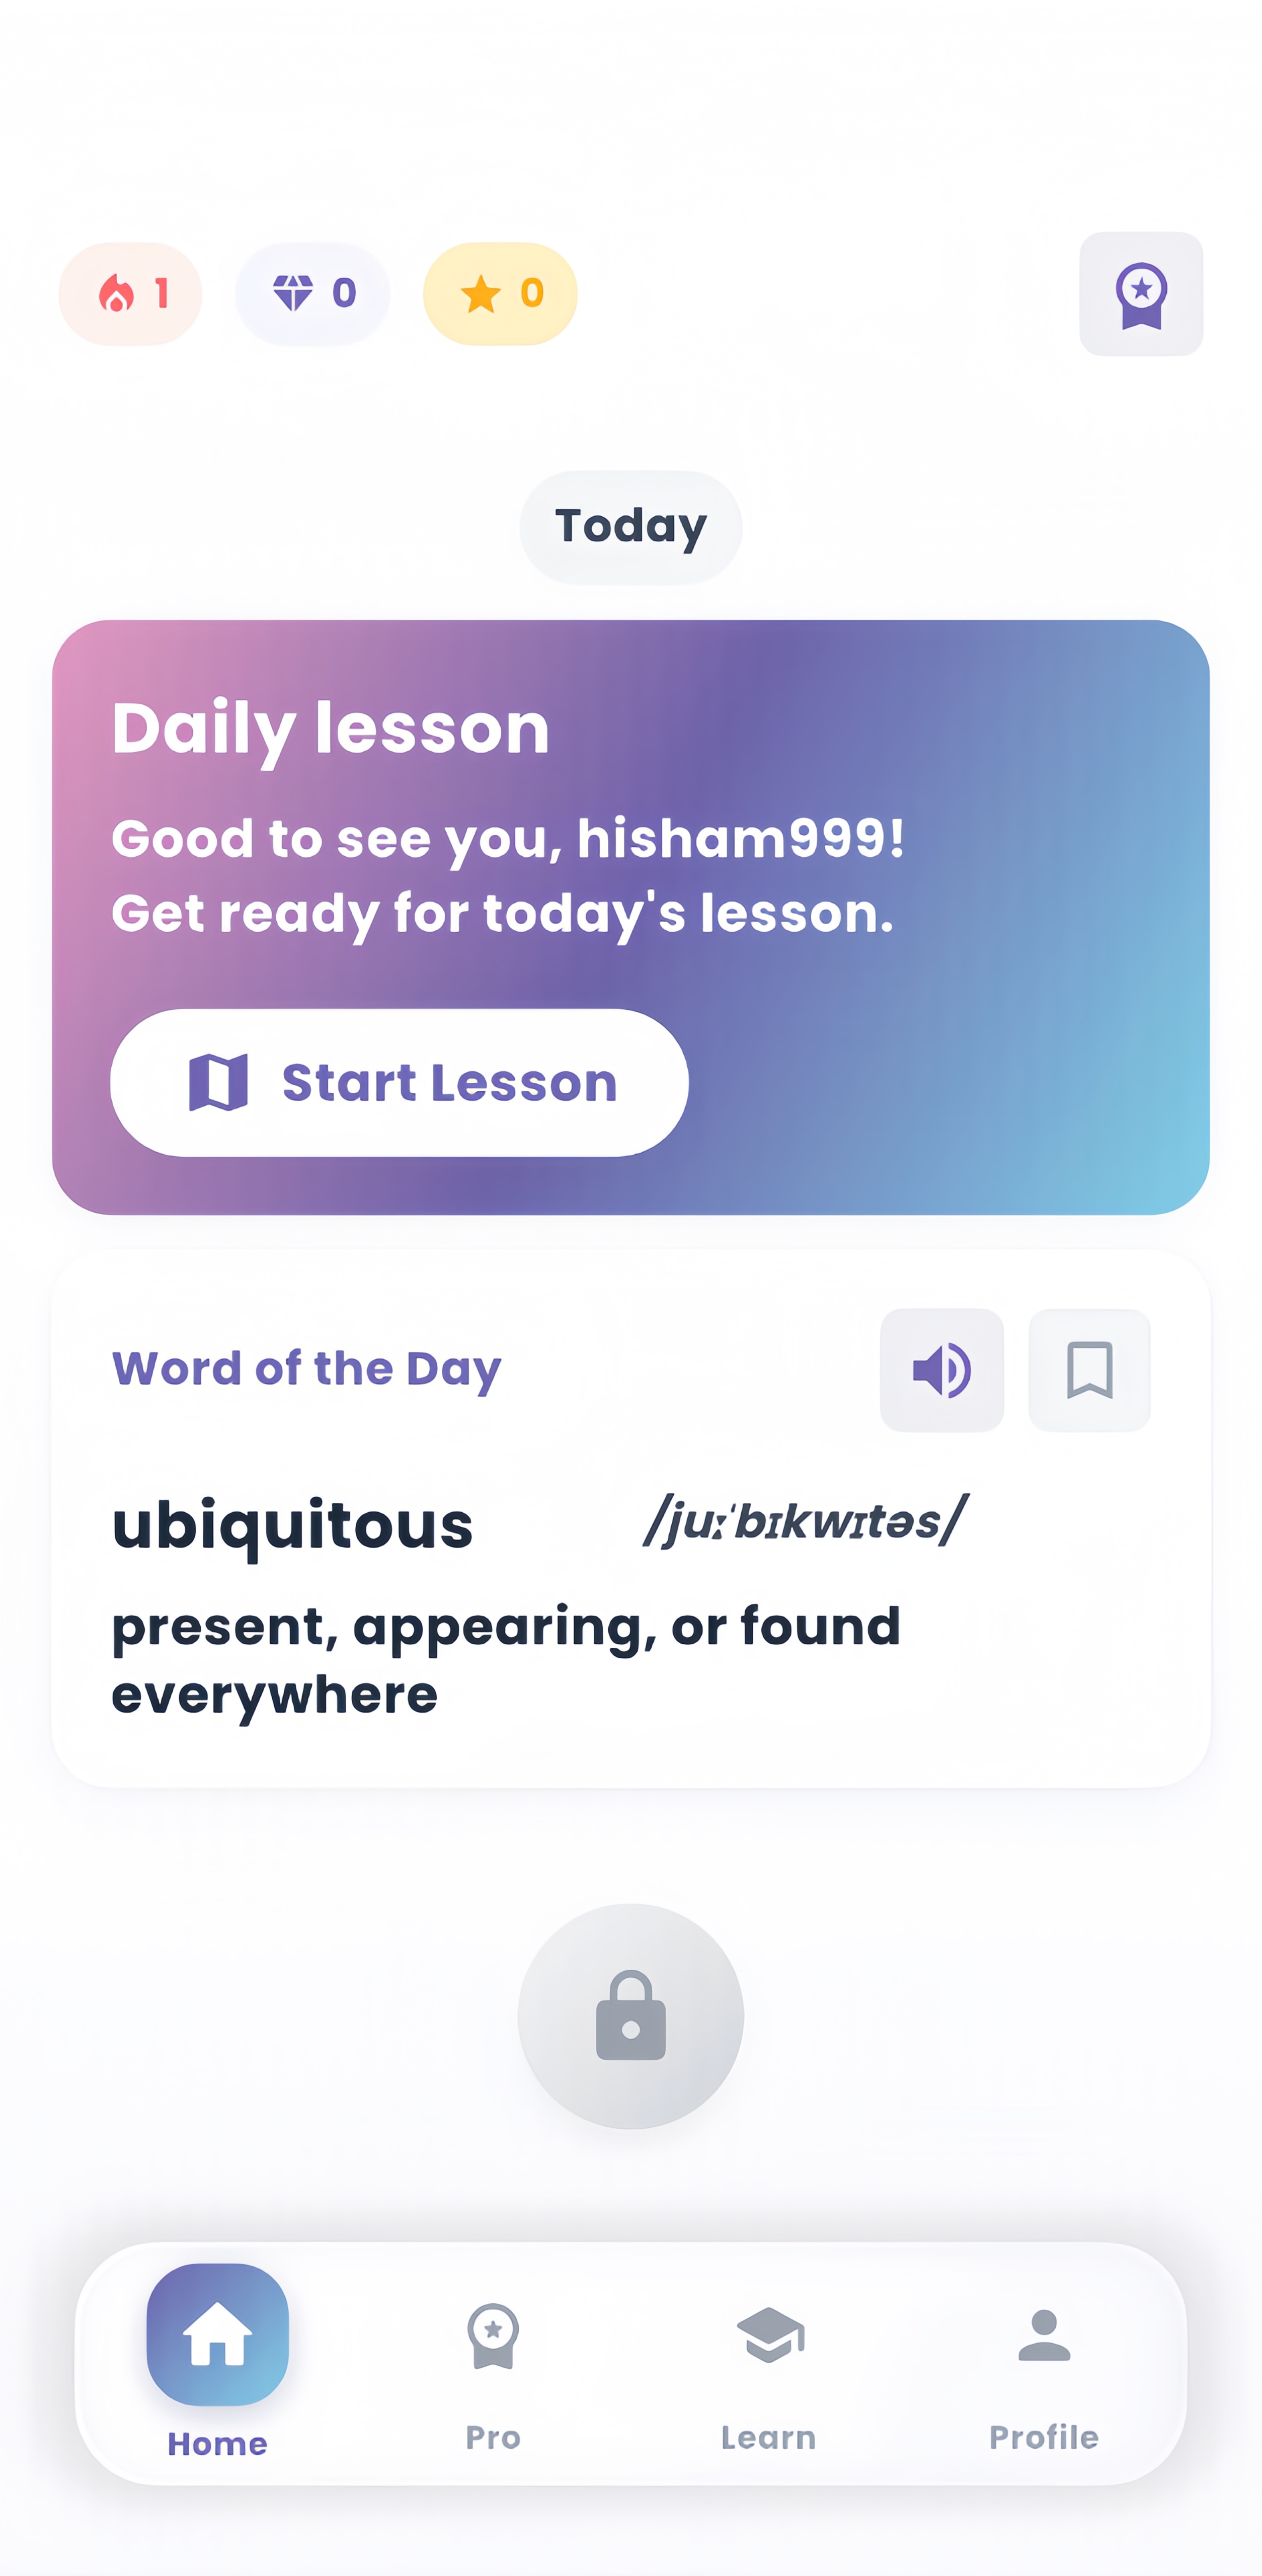 1 0 0
Today
Daily lesson
Good to see you, hisham999!
Get ready for today's lesson.
Start Lesson
Word of the Day
ubiquitous /juːˈbɪkwɪtəs/
present, appearing, or found
everywhere
Home Pro Learn Profile